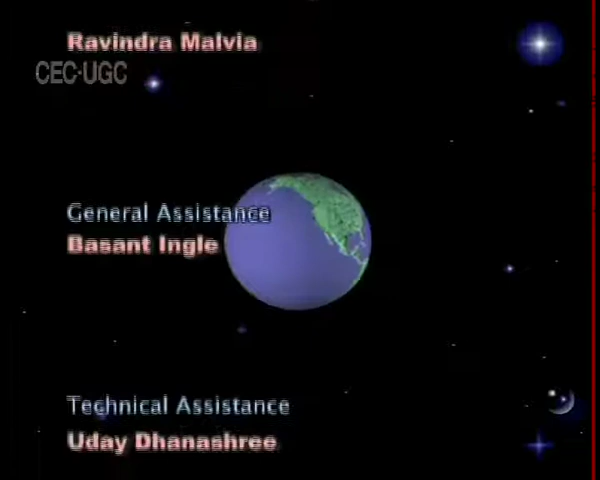 Ravindra Malvia
CEC-UGC
General Assistance
Basant Ingle
Technical Assistance
Uday Dhanashree